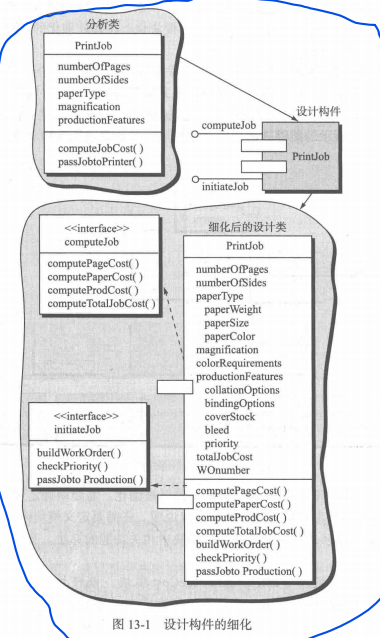 分析类
PrintJob
numberOfPages
numberOfSides
paperType
magnification
productionFeatures
computeJobCost( )
passJobtoPrinter( )
设计构件
computeJob
PrintJob
initiateJob
<<interface>>
computeJob
computePageCost( )
computePaperCost( )
computeProdCost( )
computeTotalJobCost( )
<<interface>>
initiateJob
buildWorkOrder( )
checkPriority( )
passJobto Production( )
细化后的设计类
PrintJob
numberOfPages
numberOfSides
paperType
paperWeight
paperSize
paperColor
magnification
colorRequirements
productionFeatures
collationOptions
bindingOptions
coverStock
bleed
priority
totalJobCost
WOnumber
computePageCost( )
computePaperCost( )
computeProdCost( )
computeTotalJobCost( )
buildWorkOrder( )
checkPriority( )
passJobto Production( )
图 13-1 设计构件的细化